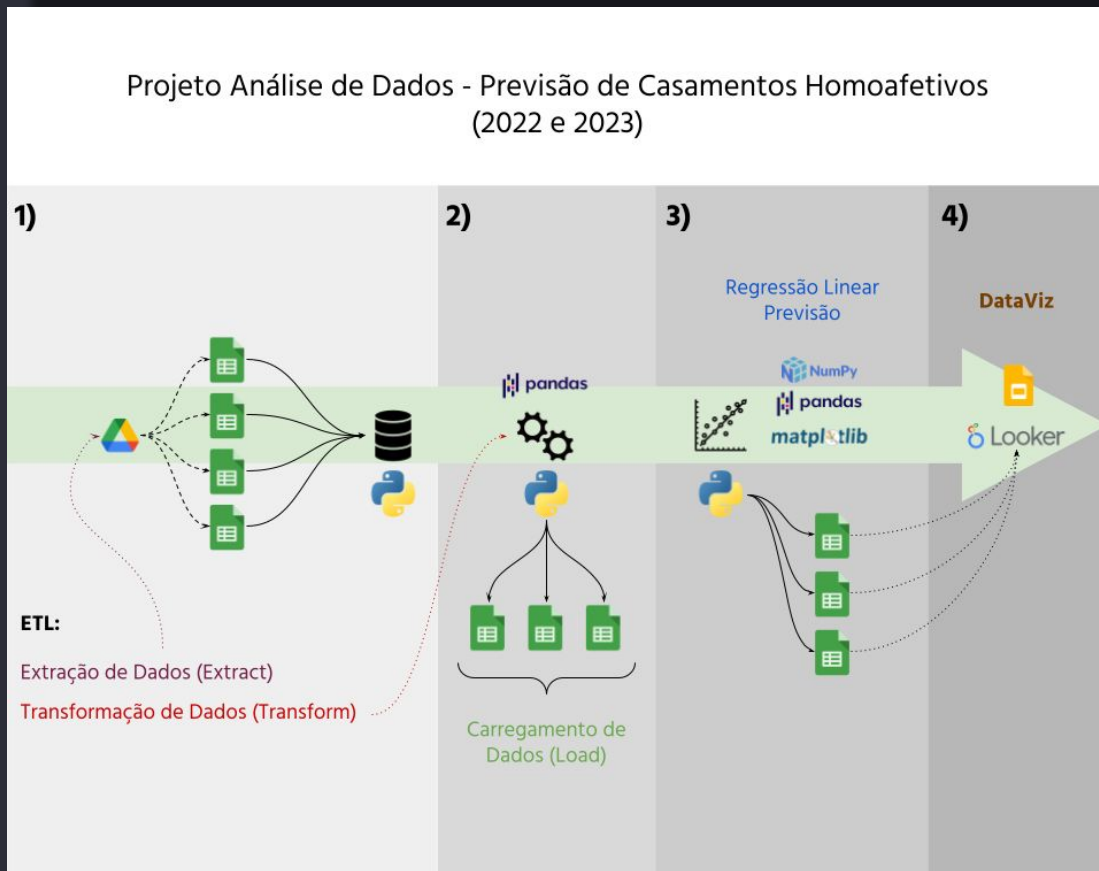 Projeto Análise de Dados - Previsão de Casamentos Homoafetivos
(2022 e 2023)
1)
2)
3)
4)
Regressão Linear
Previsão
DataViz
pandas
NumPy
pandas
matplotlib
Looker
ETL:
Extração de Dados (Extract)
Transformação de Dados (Transform)
Carregamento de
Dados (Load)